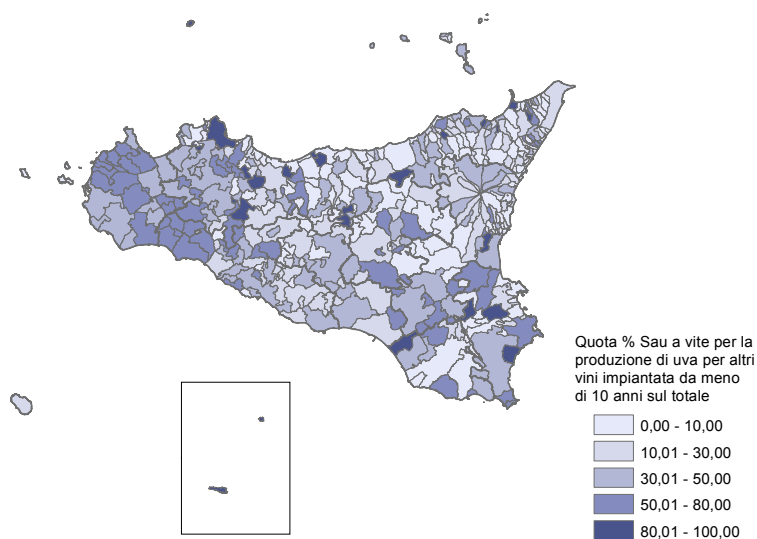 Quota % Sau a vite per la
produzione di uva per altri
vini impiantata da meno
di 10 anni sul totale
0,00 - 10,00
10,01 - 30,00
30,01 - 50,00
50,01 - 80,00
80,01 - 100,00